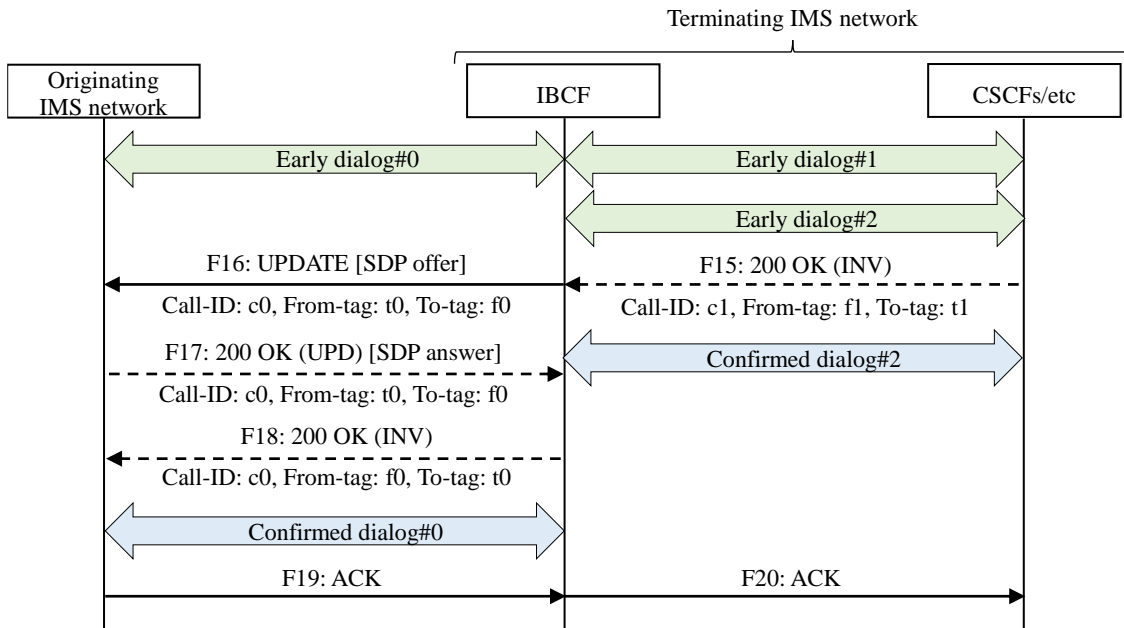 Terminating IMS network
Originating
IMS network
IBCF
CSCFs/etc
Early dialog#0
Early dialog#1
Early dialog#2
F16: UPDATE [SDP offer]
F15: 200 OK (INV)
Call-ID: c0, From-tag: t0, To-tag: f0
Call-ID: c1, From-tag: f1, To-tag: t1
F17: 200 OK (UPD) [SDP answer]
Confirmed dialog#2
Call-ID: c0, From-tag: t0, To-tag: f0
F18: 200 OK (INV)
Call-ID: c0, From-tag: f0, To-tag: t0
Confirmed dialog#0
F19: ACK
F20: ACK